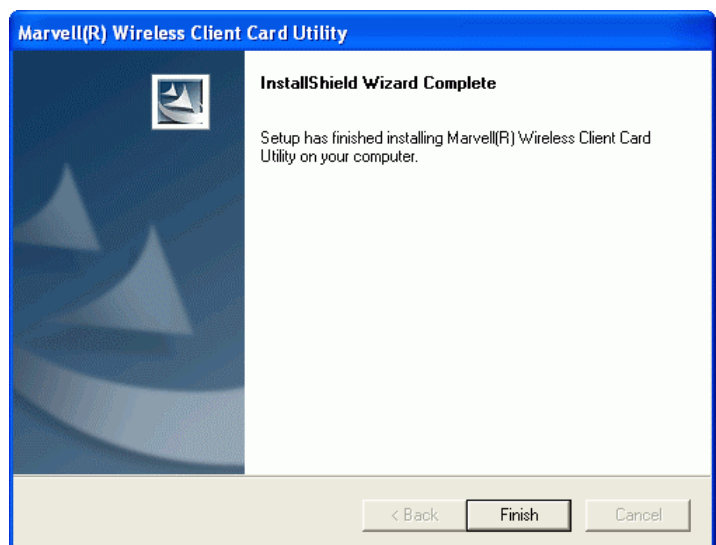 Marvell(R) Wireless Client Card Utility
InstallShield Wizard Complete
Setup has finished installing Marvell(R) Wireless Client Card
Utility on your computer.
< Back
Finish
Cancel